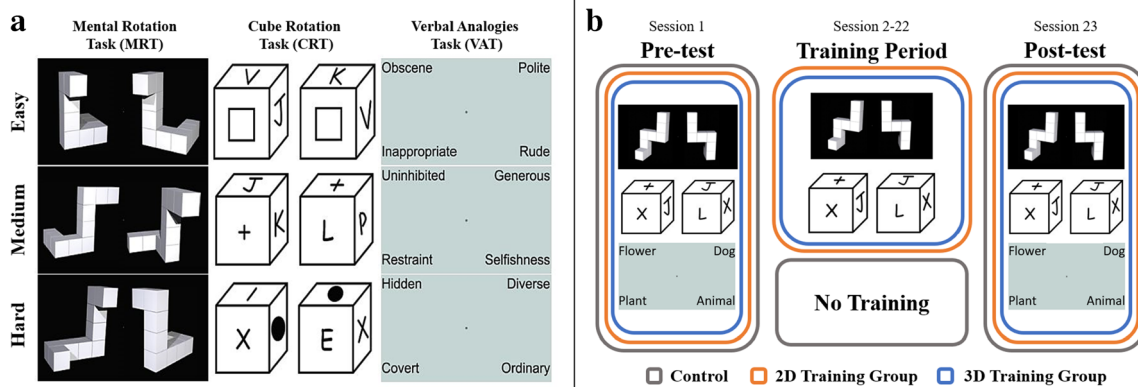 a
Mental Rotation
Task (MRT)
Cube Rotation
Task (CRT)
Verbal Analogies
Task (VAT)
Easy
V
J
K
V
Obscene Polite
Inappropriate Rude
Medium
J
+
K
+
L
P
Uninhibited Generous
Restraint Selfishness
Hard
X
E
X
Hidden Diverse
Covert Ordinary
b
Session 1
Pre-test
Session 2-22
Training Period
Session 23
Post-test
+ J
X J L X
Flower Dog
Plant Animal
+ J
X J L X
No Training
+ J
X J L X
Flower Dog
Plant Animal
Control 2D Training Group 3D Training Group